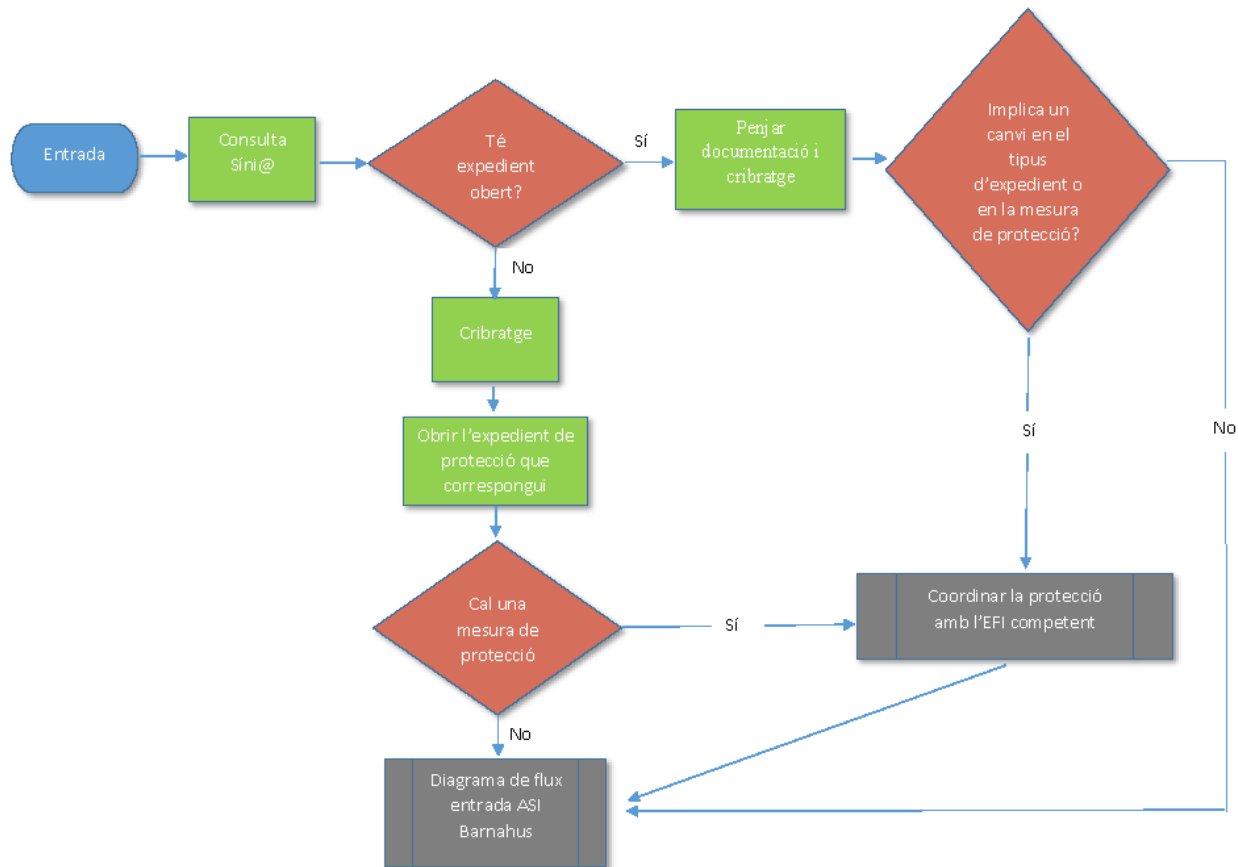 Entrada
Consulta
Síni@
Té
expedient
obert?
Sí
Penjar
documentació i
cribratge
Implica un
canvi en el
tipus
d'expedient o
en la mesura
de protecció?
No
Cribratge
Obrir l'expedient de
protecció que
correspongui
Sí
No
Cal una
mesura de
protecció
Sí
Coordinar la protecció
amb l'EFI competent
No
Diagrama de flux
entrada ASI
Barnahus